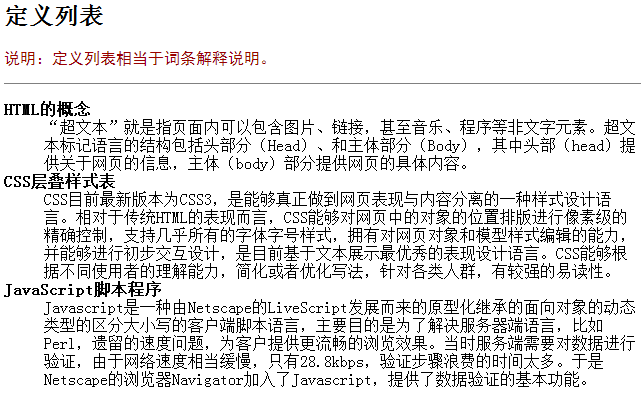 定义列表
说明：定义列表相当于词条解释说明。
HTML的概念
“超文本”就是指页面内可以包含图片、链接，甚至音乐、程序等非文字元素。超文
本标记语言的结构包括头部分（Head）、和主体部分（Body），其中头部（head）提
供关于网页的信息，主体（body）部分提供网页的具体内容。
CSS层叠样式表
CSS目前最新版本为CSS3，是能够真正做到网页表现与内容分离的一种样式设计语
言。相对于传统HTML的表现而言，CSS能够对网页中的对象的位置排版进行像素级的
精确控制，支持几乎所有的字体字号样式，拥有对网页对象和模型样式编辑的能力，
并能够进行初步交互设计，是目前基于文本展示最优秀的表现设计语言。CSS能够根
据不同使用者的理解能力，简化或者优化写法，针对各类人群，有较强的易读性。
JavaScript脚本程序
Javascript是一种由Netscape的LiveScript发展而来的原型化继承的面向对象的动态
类型的区分大小写的客户端脚本语言，主要目的是为了解决服务器端语言，比如
Perl，遗留的速度问题，为客户提供更流畅的浏览效果。当时服务端需要对数据进行
验证，由于网络速度相当缓慢，只有28.8kbps，验证步骤浪费的时间太多。于是
Netscape的浏览器Navigator加入了Javascript，提供了数据验证的基本功能。